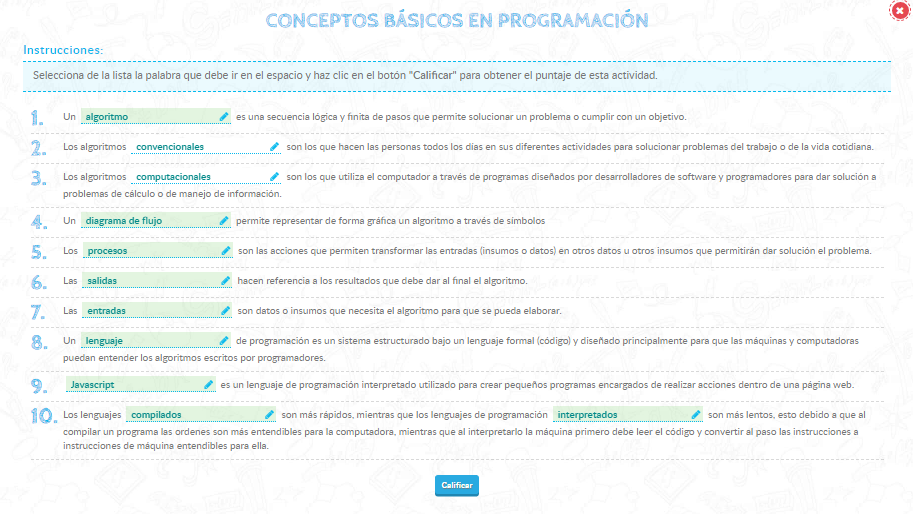 CONCEPTOS BÁSICOS EN PROGRAMACIÓN
Instrucciones:
Selecciona de la lista la palabra que debe ir en el espacio y haz clic en el botón "Calificar" para obtener el puntaje de esta actividad.
1. Un algoritmo es una secuencia lógica y finita de pasos que permite solucionar un problema o cumplir con un objetivo.
2. Los algoritmos convencionales son los que hacen las personas todos los días en sus diferentes actividades para solucionar problemas del trabajo o de la vida cotidiana.
3. Los algoritmos computacionales son los que utiliza el computador a través de programas diseñados por desarrolladores de software y programadores para dar solución a
problemas de cálculo o de manejo de información.
4. Un diagrama de flujo permite representar de forma gráfica un algoritmo a través de símbolos
5. Los procesos son las acciones que permiten transformar las entradas (insumos o datos) en otros datos u otros insumos que permitirán dar solución el problema.
6. Las salidas hacen referencia a los resultados que debe dar al final el algoritmo.
7. Las entradas son datos o insumos que necesita el algoritmo para que se pueda elaborar.
8. Un lenguaje de programación es un sistema estructurado bajo un lenguaje formal (código) y diseñado principalmente para que las máquinas y computadoras
puedan entender los algoritmos escritos por programadores.
9. Javascript es un lenguaje de programación interpretado utilizado para crear pequeños programas encargados de realizar acciones dentro de una página web.
10. Los lenguajes compilados son más rápidos, mientras que los lenguajes de programación interpretados son más lentos, esto debido a que al
compilar un programa las ordenes son más entendibles para la computadora, mientras que al interpretarlo la máquina primero debe leer el código y convertir al paso las instrucciones a
instrucciones de máquina entendibles para ella.
Calificar